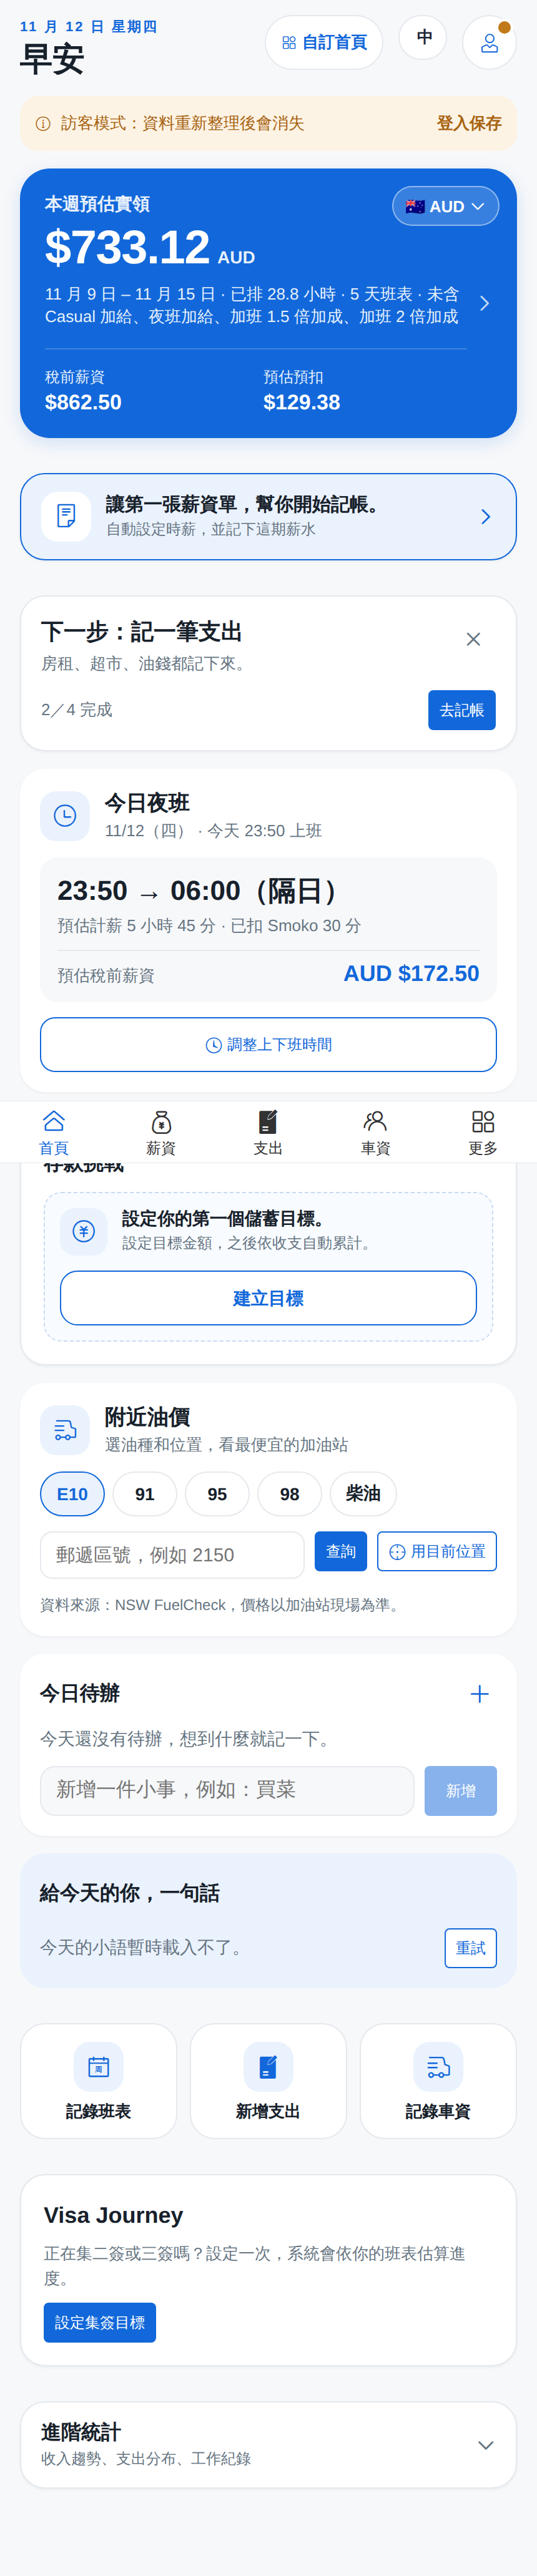 11 月 12 日 星期四
早安
自訂首頁
中
訪客模式：資料重新整理後會消失
登入保存
本週預估實領
AUD
$733.12 AUD
11 月 9 日 – 11 月 15 日 · 已排 28.8 小時 · 5 天班表 · 未含
Casual 加給、夜班加給、加班 1.5 倍加成、加班 2 倍加成
稅前薪資
預估預扣
$862.50
$129.38
讓第一張薪資單，幫你開始記帳。
自動設定時薪，並記下這期薪水
下一步：記一筆支出
房租、超市、油錢都記下來。
2／4 完成
去記帳
今日夜班
11/12（四） · 今天 23:50 上班
23:50 → 06:00（隔日）
預估計薪 5 小時 45 分 · 已扣 Smoko 30 分
預估稅前薪資
AUD $172.50
調整上下班時間
首頁
薪資
支出
車資
更多
存款挑戰
設定你的第一個儲蓄目標。
設定目標金額，之後依收支自動累計。
建立目標
附近油價
選油種和位置，看最便宜的加油站
E10
91
95
98
柴油
郵遞區號，例如 2150
查詢
用目前位置
資料來源：NSW FuelCheck，價格以加油站現場為準。
今日待辦
今天還沒有待辦，想到什麼就記一下。
新增一件小事，例如：買菜
新增
給今天的你，一句話
今天的小語暫時載入不了。
重試
記錄班表
新增支出
記錄車資
Visa Journey
正在集二簽或三簽嗎？設定一次，系統會依你的班表估算進
度。
設定集簽目標
進階統計
收入趨勢、支出分布、工作紀錄